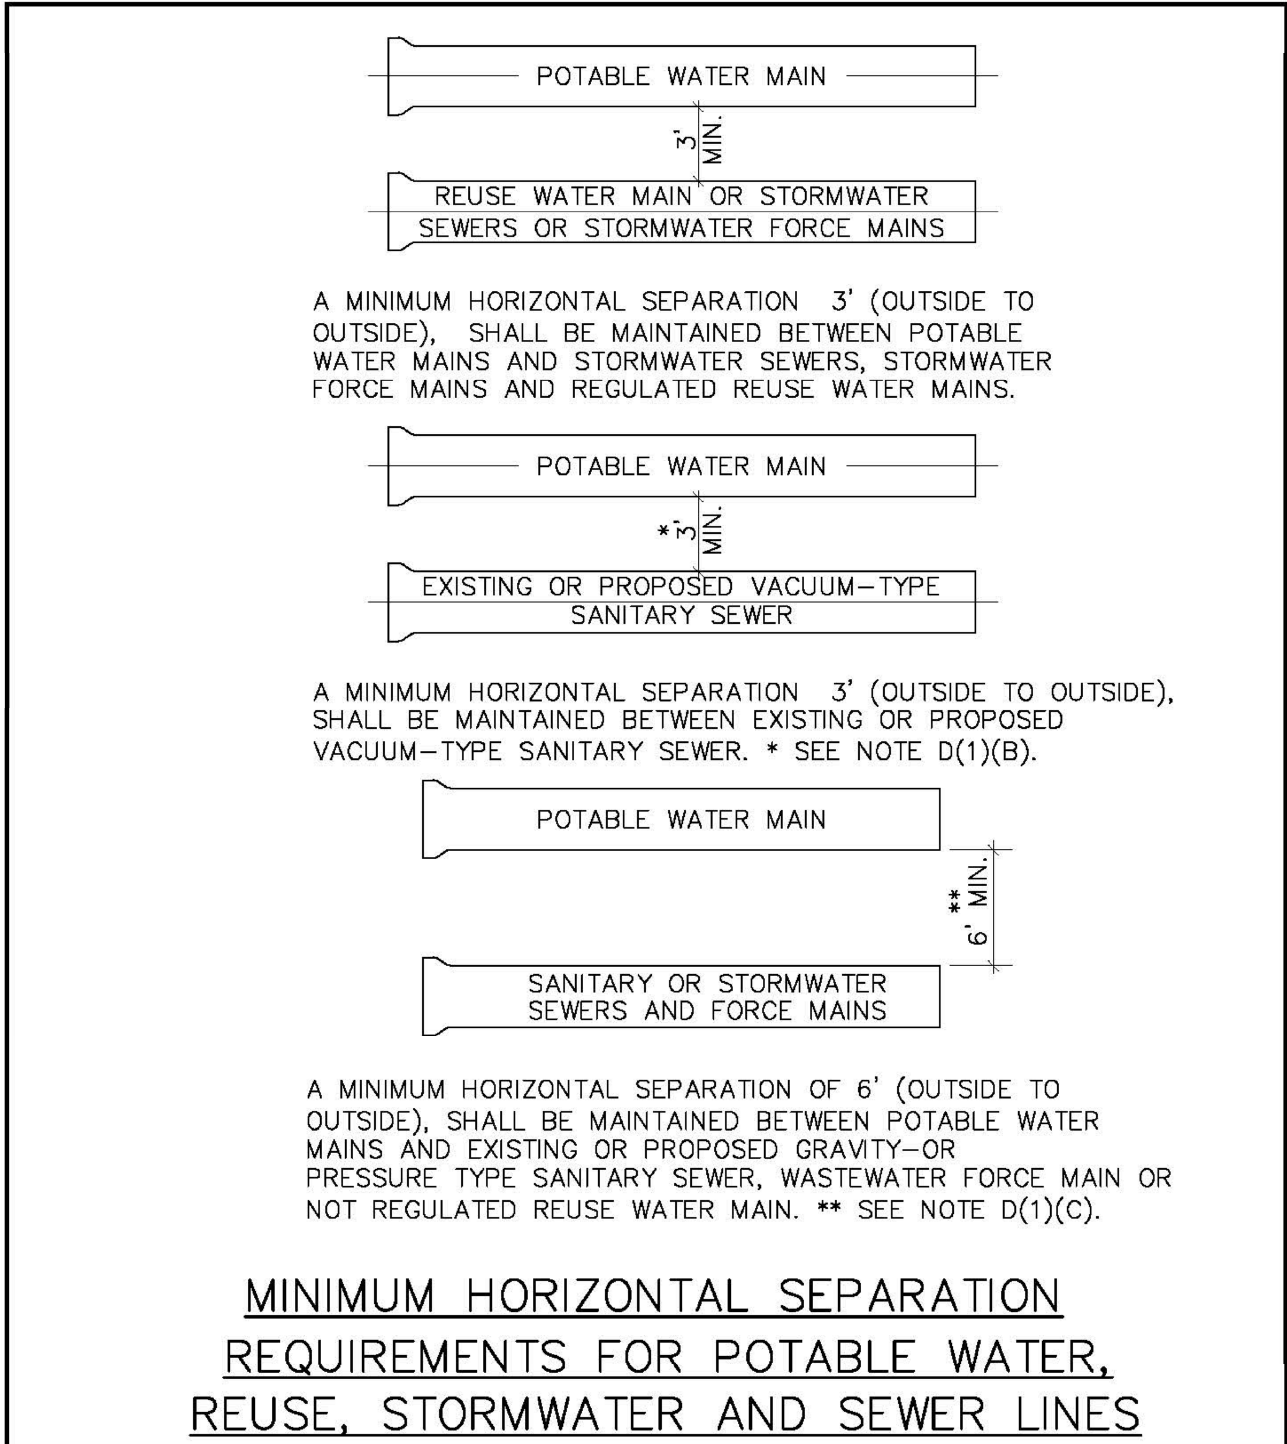 POTABLE WATER MAIN
3'
MIN.
REUSE WATER MAIN OR STORMWATER
SEWERS OR STORMWATER FORCE MAINS
A MINIMUM HORIZONTAL SEPARATION 3' (OUTSIDE TO
OUTSIDE), SHALL BE MAINTAINED BETWEEN POTABLE
WATER MAINS AND STORMWATER SEWERS, STORMWATER
FORCE MAINS AND REGULATED REUSE WATER MAINS.
POTABLE WATER MAIN
* 3'
MIN.
EXISTING OR PROPOSED VACUUM-TYPE
SANITARY SEWER
A MINIMUM HORIZONTAL SEPARATION 3' (OUTSIDE TO OUTSIDE),
SHALL BE MAINTAINED BETWEEN EXISTING OR PROPOSED
VACUUM-TYPE SANITARY SEWER. * SEE NOTE D(1)(B).
POTABLE WATER MAIN
**
6' MIN.
SANITARY OR STORMWATER
SEWERS AND FORCE MAINS
A MINIMUM HORIZONTAL SEPARATION OF 6' (OUTSIDE TO
OUTSIDE), SHALL BE MAINTAINED BETWEEN POTABLE WATER
MAINS AND EXISTING OR PROPOSED GRAVITY-OR
PRESSURE TYPE SANITARY SEWER, WASTEWATER FORCE MAIN OR
NOT REGULATED REUSE WATER MAIN. ** SEE NOTE D(1)(C).
MINIMUM HORIZONTAL SEPARATION
REQUIREMENTS FOR POTABLE WATER,
REUSE, STORMWATER AND SEWER LINES